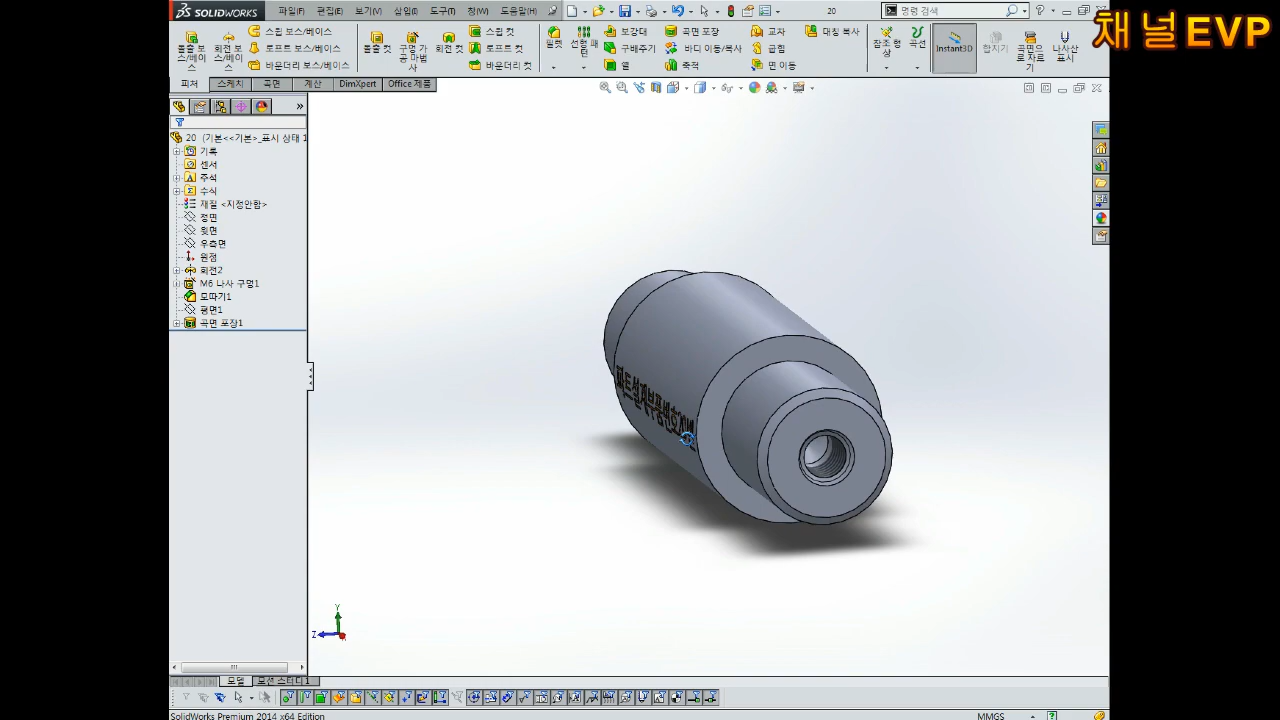 채널EVP
SOLIDWORKS
파일(F) 편집(E) 보기(V) 삽입(I) 도구(T) 창(W) 도움말(H)
20
명령 검색
돌출 보스/베이스
회전 보스/베이스
스윕 보스/베이스
로프트 보스/베이스
바운더리 보스/베이스
돌출 컷
구멍 가공 마법사
회전 컷
스윕 컷
로프트 컷
바운더리 컷
필렛
선형 패턴
보강대
구배주기
쉘
곡면 포장
바디 이동/복사
축적
교차
굽힘
면 이동
대칭 복사
참조 형상
곡선
Instant3D
합치기
곡면으로 자르기
나사산 표시
피처 스케치 곡면 계산 DimXpert Office 제품
20 (기본<<기본>_표시 상태 1
기록
센서
주석
수식
재질 <지정안함>
정면
윗면
우측면
원점
회전2
M6 나사 구멍1
모따기1
평면1
곡면 포장1
Y
Z
모델 모션 스터디 1
SolidWorks Premium 2014 x64 Edition
MMGS